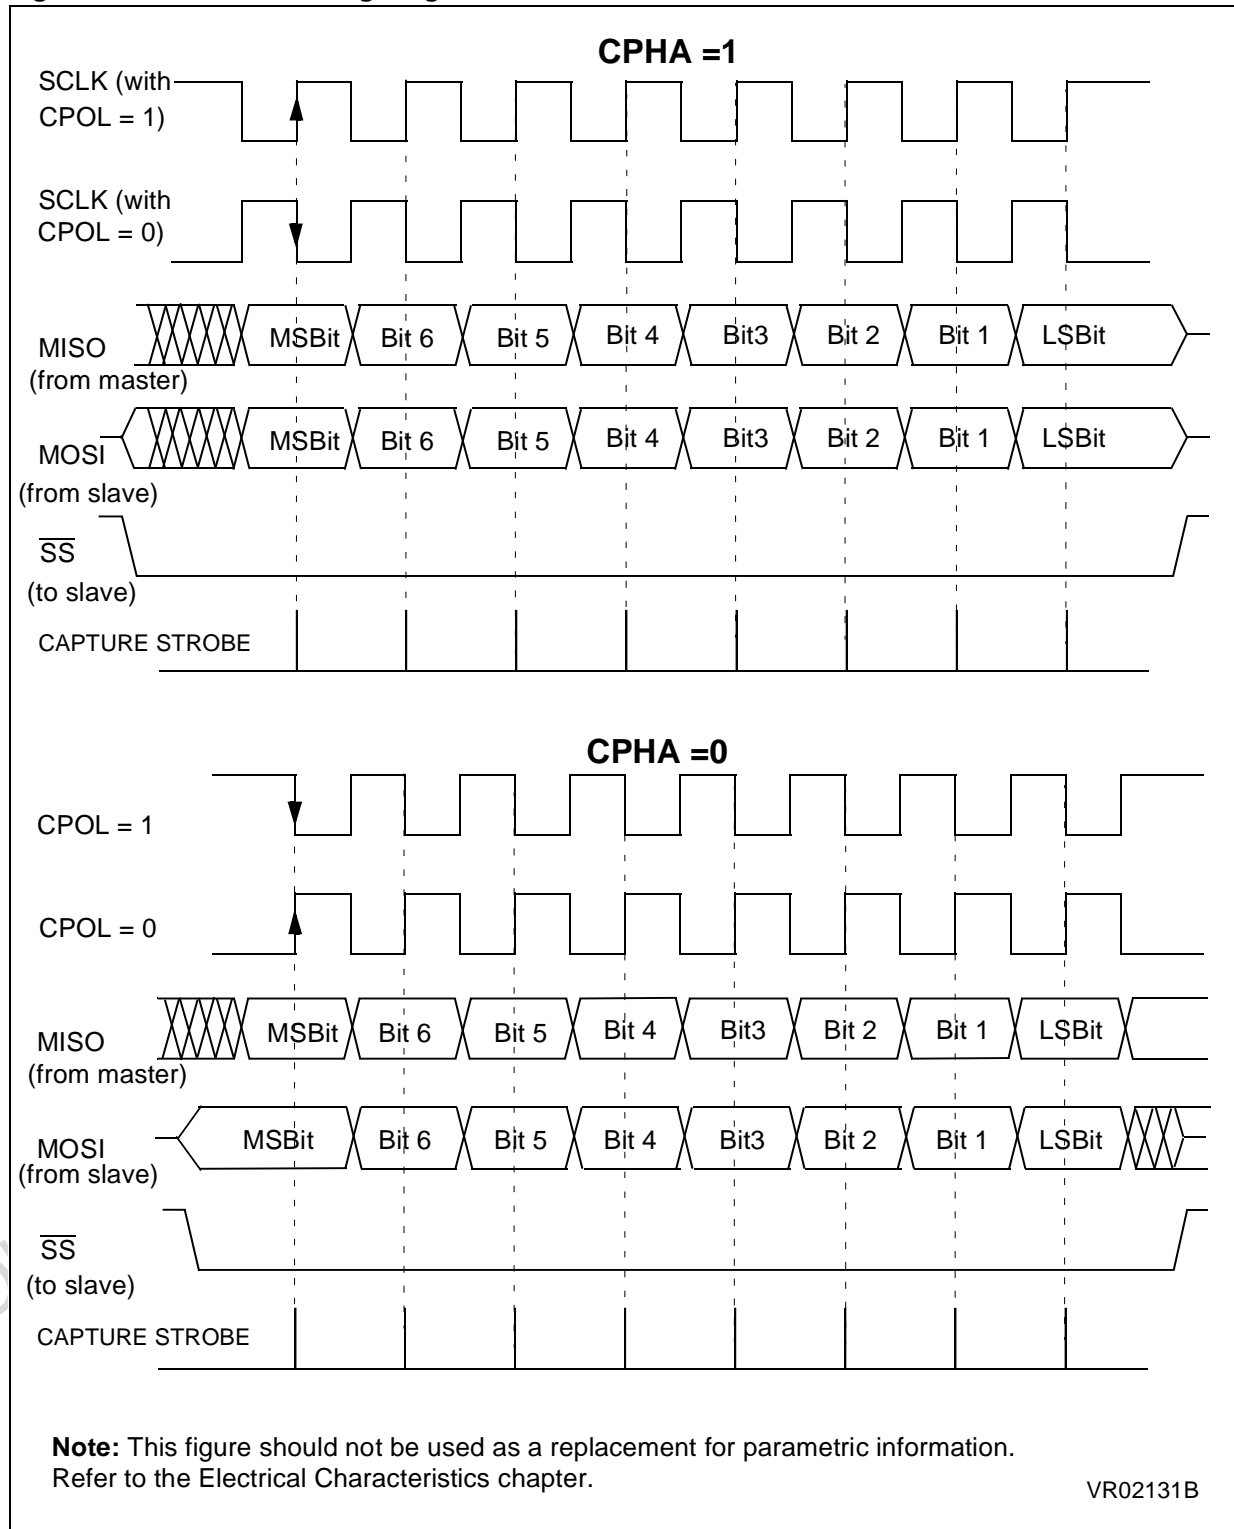 CPHA =1
SCLK (with
CPOL = 1)
SCLK (with
CPOL = 0)
MISO
(from master)
MSBit Bit 6 Bit 5 Bit 4 Bit3 Bit 2 Bit 1 LSBit
MOSI
(from slave)
MSBit Bit 6 Bit 5 Bit 4 Bit3 Bit 2 Bit 1 LSBit
SS
(to slave)
CAPTURE STROBE
CPHA =0
CPOL = 1
CPOL = 0
MISO
(from master)
MSBit Bit 6 Bit 5 Bit 4 Bit3 Bit 2 Bit 1 LSBit
MOSI
(from slave)
MSBit Bit 6 Bit 5 Bit 4 Bit3 Bit 2 Bit 1 LSBit
SS
(to slave)
CAPTURE STROBE
Note: This figure should not be used as a replacement for parametric information.
Refer to the Electrical Characteristics chapter.
VR02131B